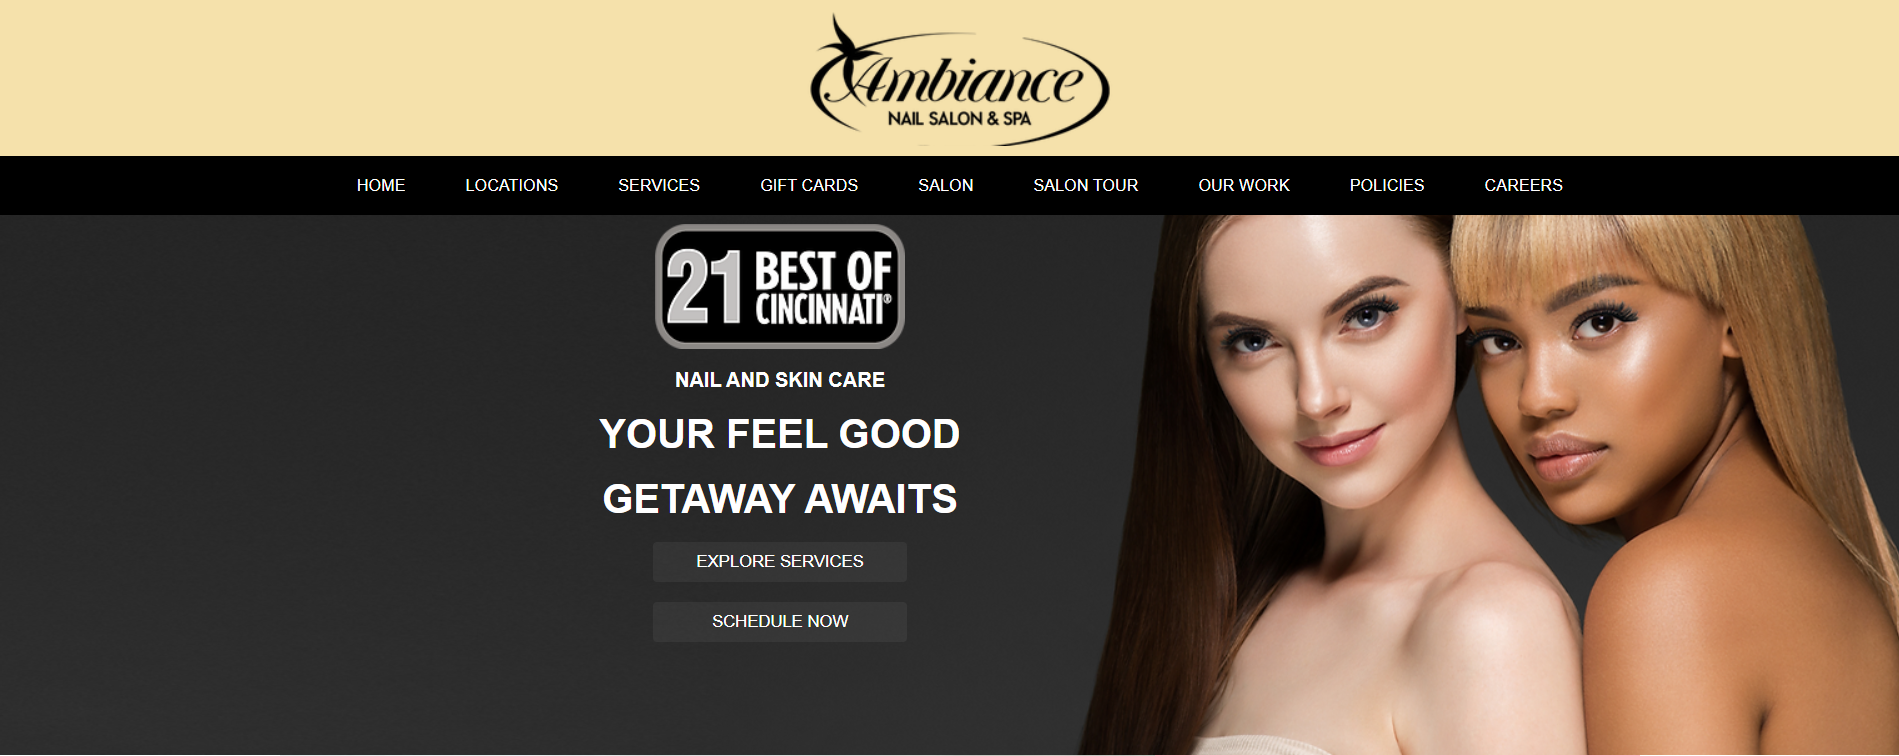 Ambiance
NAIL SALON & SPA
HOME LOCATIONS SERVICES GIFT CARDS SALON SALON TOUR OUR WORK POLICIES CAREERS
21 BEST OF
CINCINNATI®
NAIL AND SKIN CARE
YOUR FEEL GOOD
GETAWAY AWAITS
EXPLORE SERVICES
SCHEDULE NOW